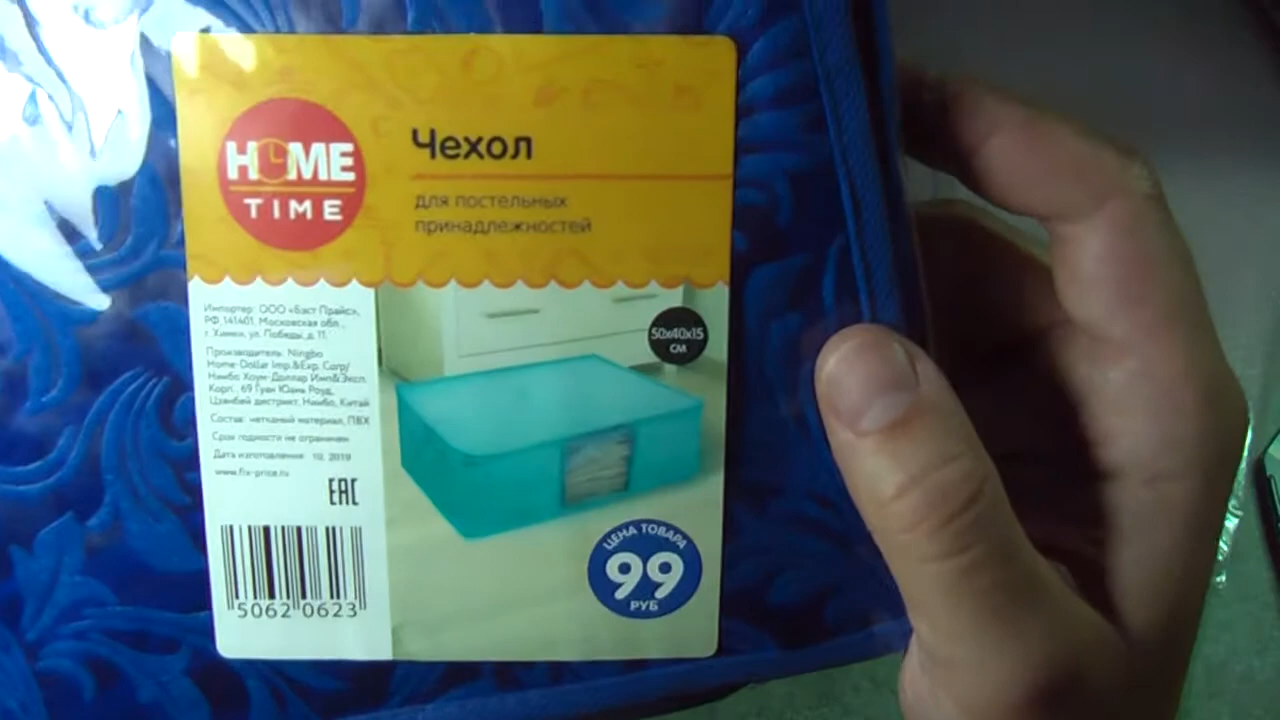 HOME
TIME
Чехол
для постельных
принадлежностей
Импортер: ООО «Бэст Прайс»,
РФ, 141401, Московская обл.,
г. Химки, ул. Победы, д. 11.
Производитель: Ningbo
Home-Dollar Imp.&Exp. Corp/
Нинбо Хоум-Доллар Имп&Эксп.
Корп., 69 Гуан Юань Роуд,
Цзянбей дистрикт, Нинбо, Китай
Состав: нетканый материал, ПВХ
Срок годности не ограничен
Дата изготовления: 10. 2019
www.fix-price.ru
EAC
5062 0623
50x40x15
СМ
ЦЕНА ТОВАРА
99
РУБ